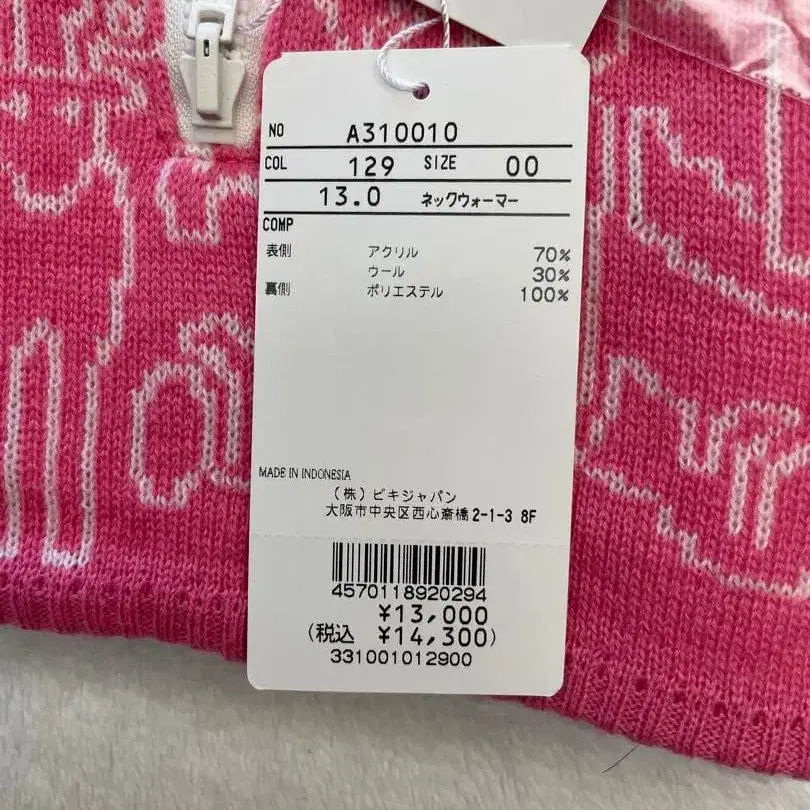 NO A310010
COL 129 SIZE 00
13.0 ネックウォーマー
COMP
表側 アクリル 70%
ウール 30%
裏側 ポリエステル 100%
MADE IN INDONESIA
(株)ビキジャパン
大阪市中央区西心斎橋2-1-3 8F
4570118920294
¥13,000
(税込 ¥14,300)
331001012900